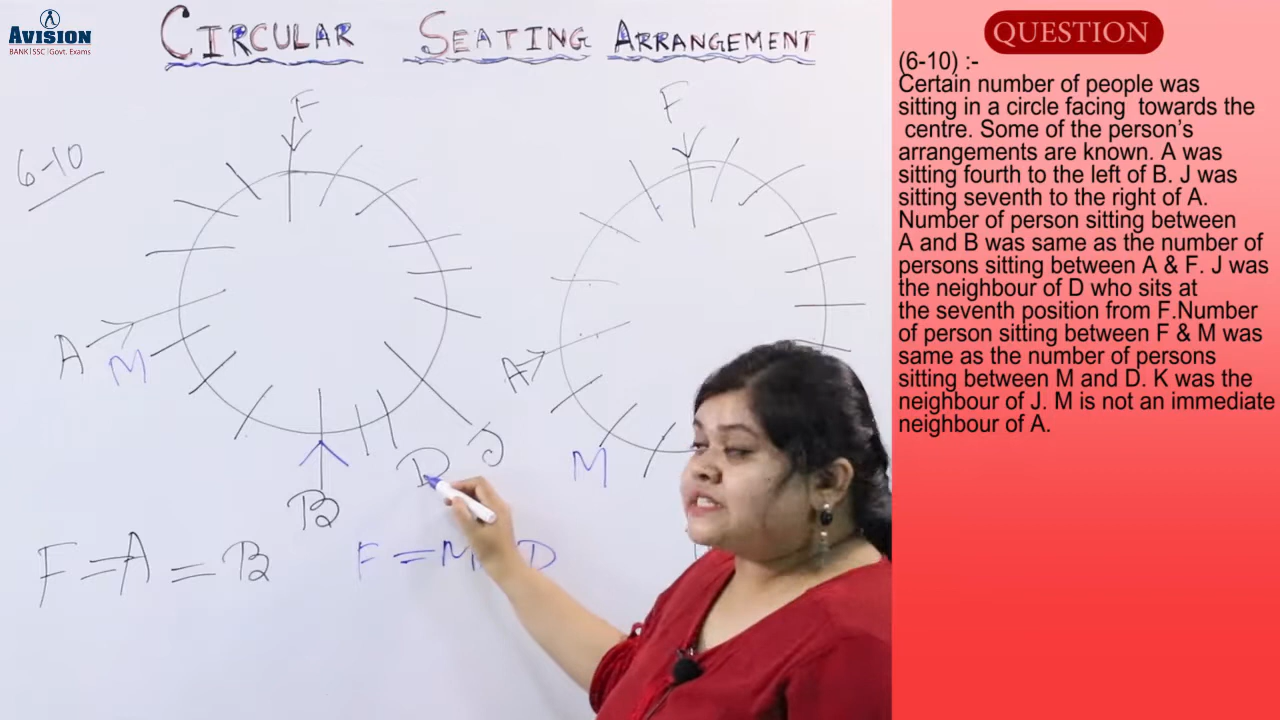 AVISION
BANK|SSC|Govt. Exams
CIRCULAR SEATING ARRANGEMENT
6-10
F
A
M
B
D
J
F = A = B
F = M D
F
A
M
QUESTION
(6-10) :-
Certain number of people was
sitting in a circle facing towards the
centre. Some of the person's
arrangements are known. A was
sitting fourth to the left of B. J was
sitting seventh to the right of A.
Number of person sitting between
A and B was same as the number of
persons sitting between A & F. J was
the neighbour of D who sits at
the seventh position from F.Number
of person sitting between F & M was
same as the number of persons
sitting between M and D. K was the
neighbour of J. M is not an immediate
neighbour of A.